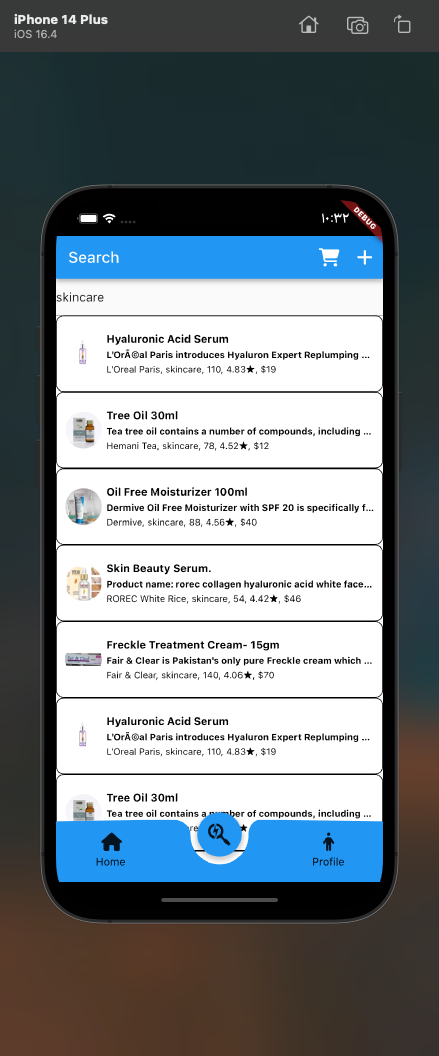 iPhone 14 Plus
iOS 16.4
١٠:٣٢
DEBUG
Search
skincare
Hyaluronic Acid Serum
L'OrÃ©al Paris introduces Hyaluron Expert Replumping ...
L'Oreal Paris, skincare, 110, 4.83★, $19
Tree Oil 30ml
Tea tree oil contains a number of compounds, including ...
Hemani Tea, skincare, 78, 4.52★, $12
Oil Free Moisturizer 100ml
Dermive Oil Free Moisturizer with SPF 20 is specifically f...
Dermive, skincare, 88, 4.56★, $40
Skin Beauty Serum.
Product name: rorec collagen hyaluronic acid white face...
ROREC White Rice, skincare, 54, 4.42★, $46
Freckle Treatment Cream- 15gm
Fair & Clear is Pakistan's only pure Freckle cream which ...
Fair & Clear, skincare, 140, 4.06★, $70
Hyaluronic Acid Serum
L'OrÃ©al Paris introduces Hyaluron Expert Replumping ...
L'Oreal Paris, skincare, 110, 4.83★, $19
Tree Oil 30ml
Tea tree oil contains a number of compounds, including ...
Home
Profile